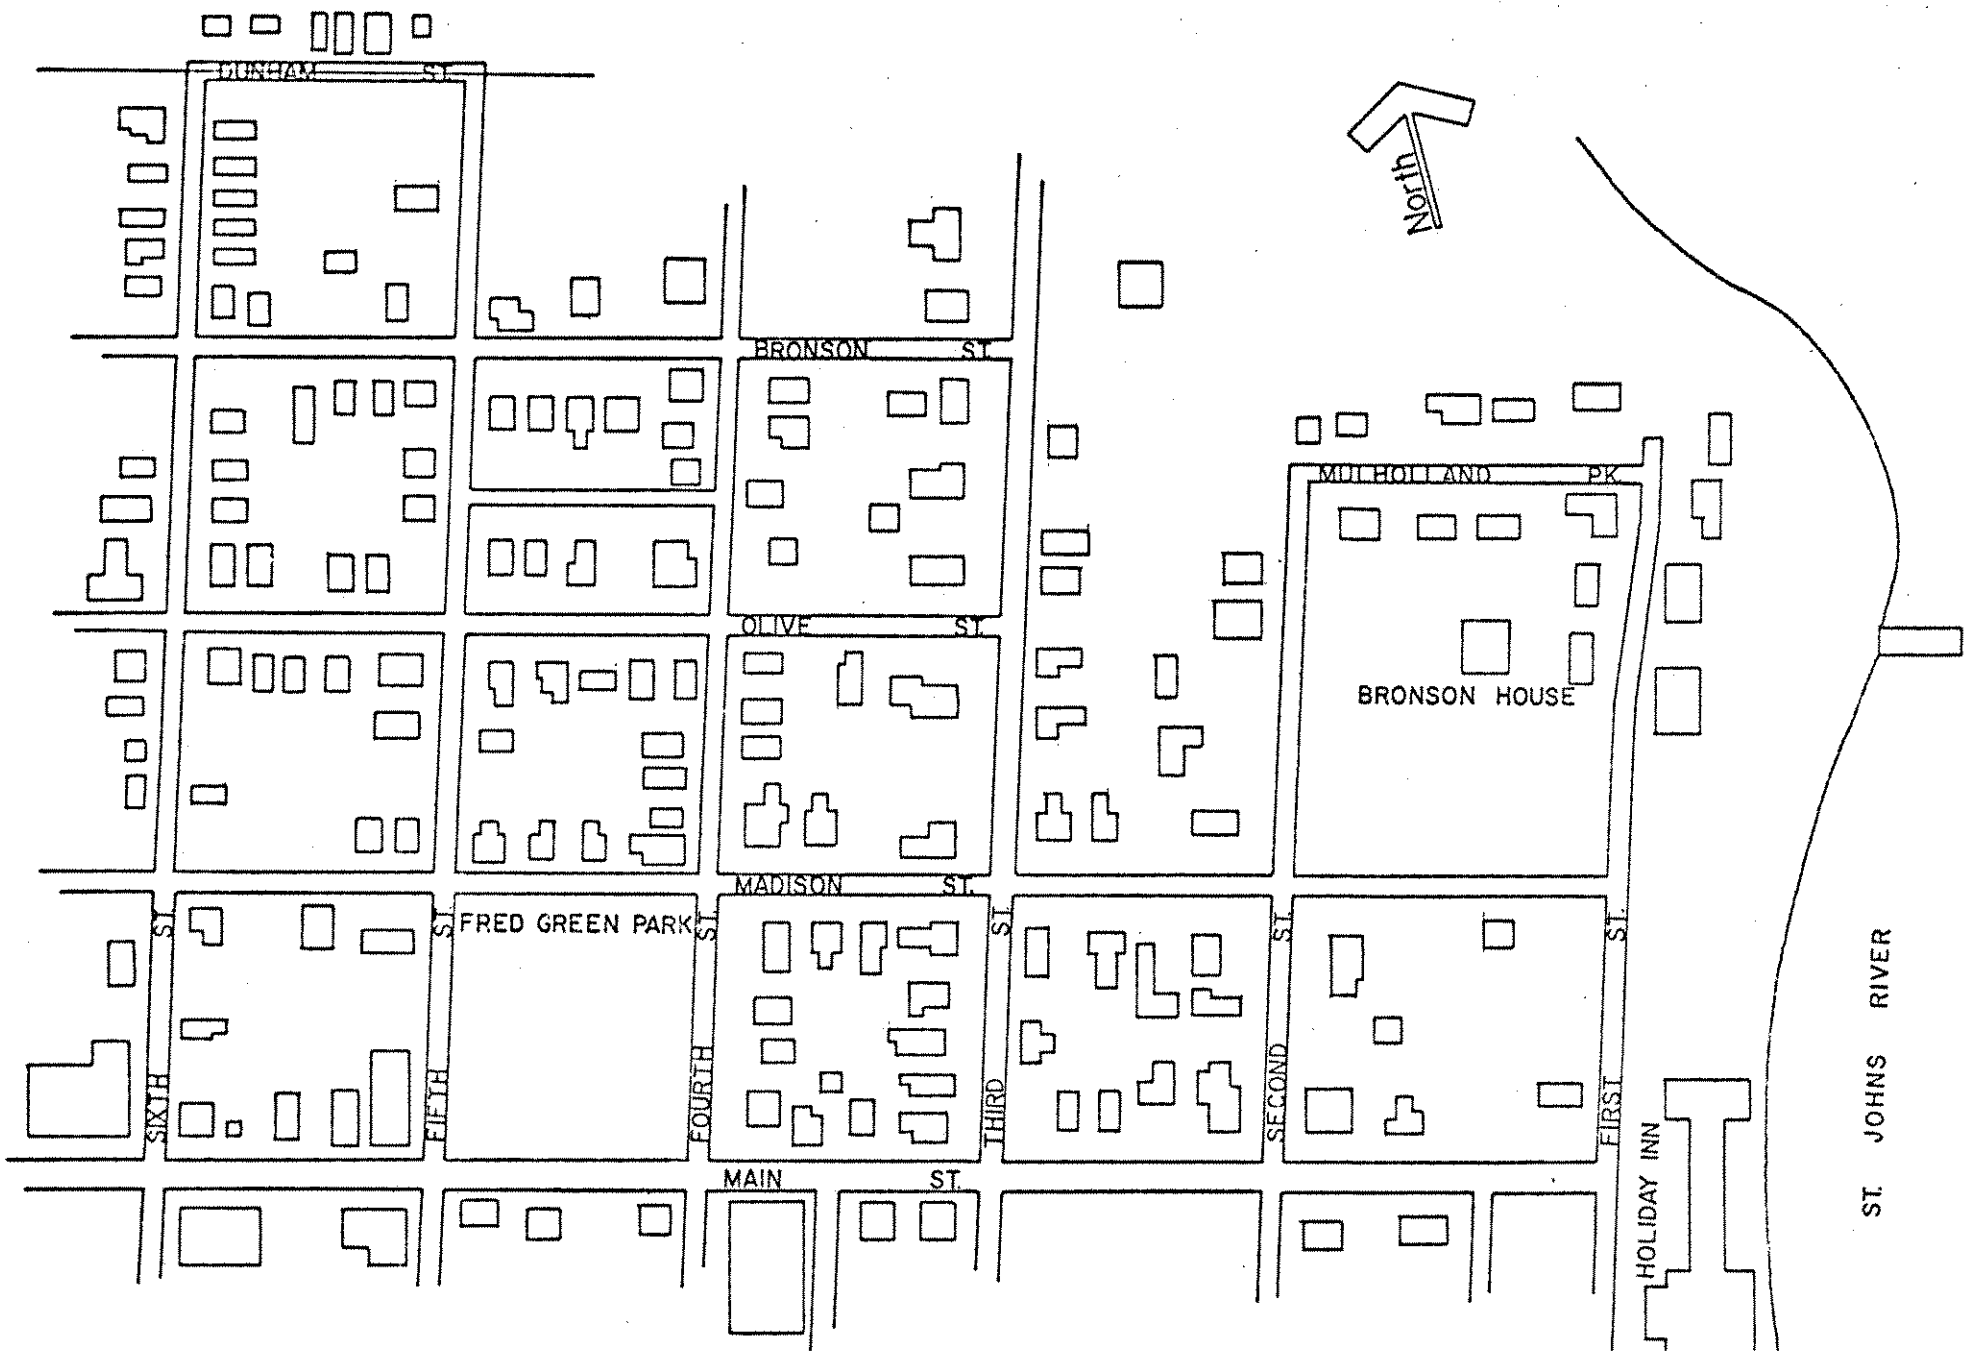 DUNHAM ST.
North
BRONSON ST.
MULHOLLAND PK.
OLIVE ST.
BRONSON HOUSE
MADISON ST.
FRED GREEN PARK
SIXTH ST.
FIFTH ST.
FOURTH ST.
THIRD ST.
SECOND ST.
FIRST ST.
ST. JOHNS RIVER
HOLIDAY INN
MAIN ST.